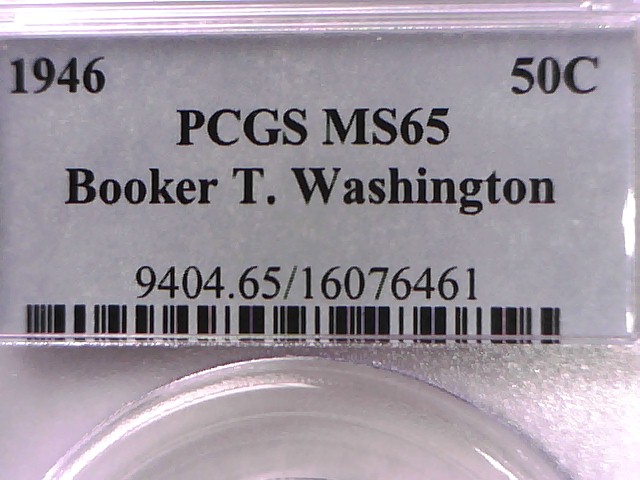 1946 50C
PCGS MS65
Booker T. Washington
9404.65/16076461